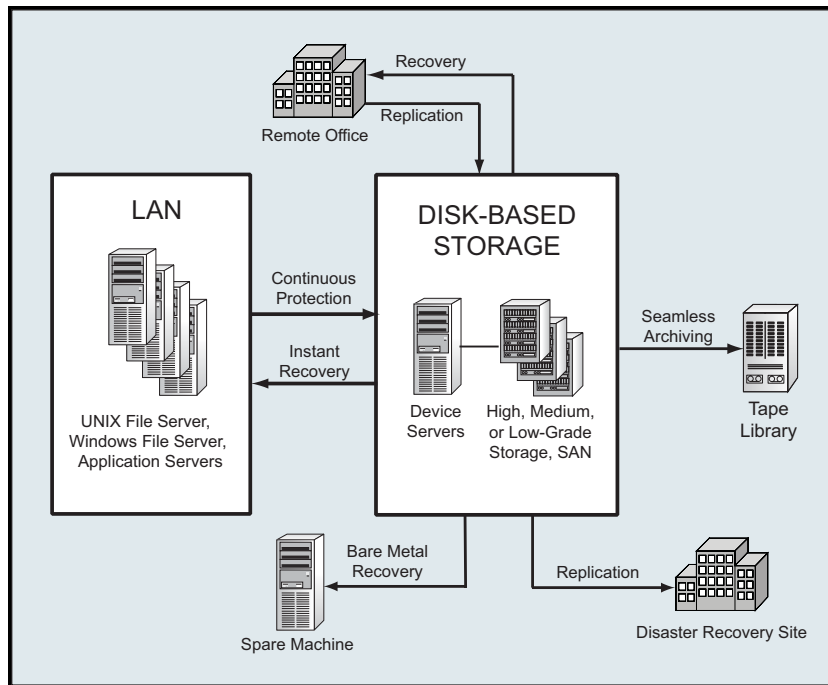 Recovery
Replication
Remote Office
LAN
UNIX File Server,
Windows File Server,
Application Servers
Continuous
Protection
Instant
Recovery
DISK-BASED
STORAGE
Device
Servers
High, Medium,
or Low-Grade
Storage, SAN
Seamless
Archiving
Tape
Library
Bare Metal
Recovery
Spare Machine
Replication
Disaster Recovery Site